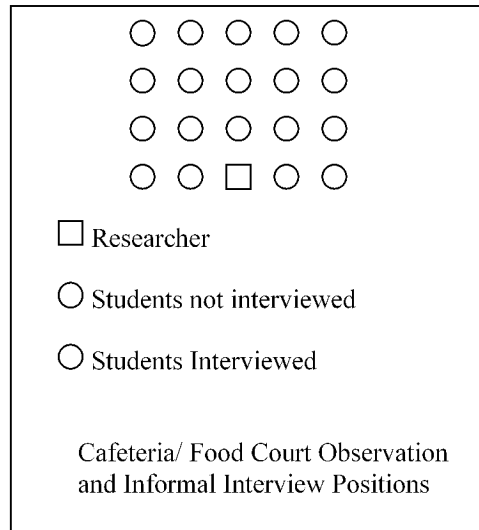 Researcher
Students not interviewed
Students Interviewed
Cafeteria/ Food Court Observation
and Informal Interview Positions